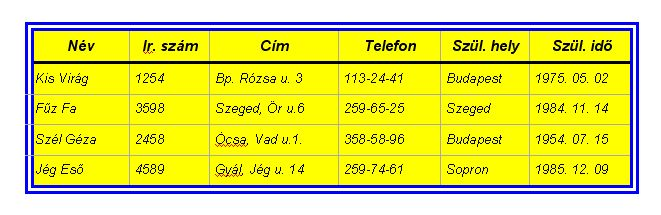 Név Ir. szám Cím Telefon Szül. hely Szül. idő
Kis Virág 1254 Bp. Rózsa u. 3 113-24-41 Budapest 1975. 05. 02
Fűz Fa 3598 Szeged, Őr u.6 259-65-25 Szeged 1984. 11. 14
Szél Géza 2458 Ócsa, Vad u.1. 358-58-96 Budapest 1954. 07. 15
Jég Eső 4589 Gyál, Jég u. 14 259-74-61 Sopron 1985. 12. 09